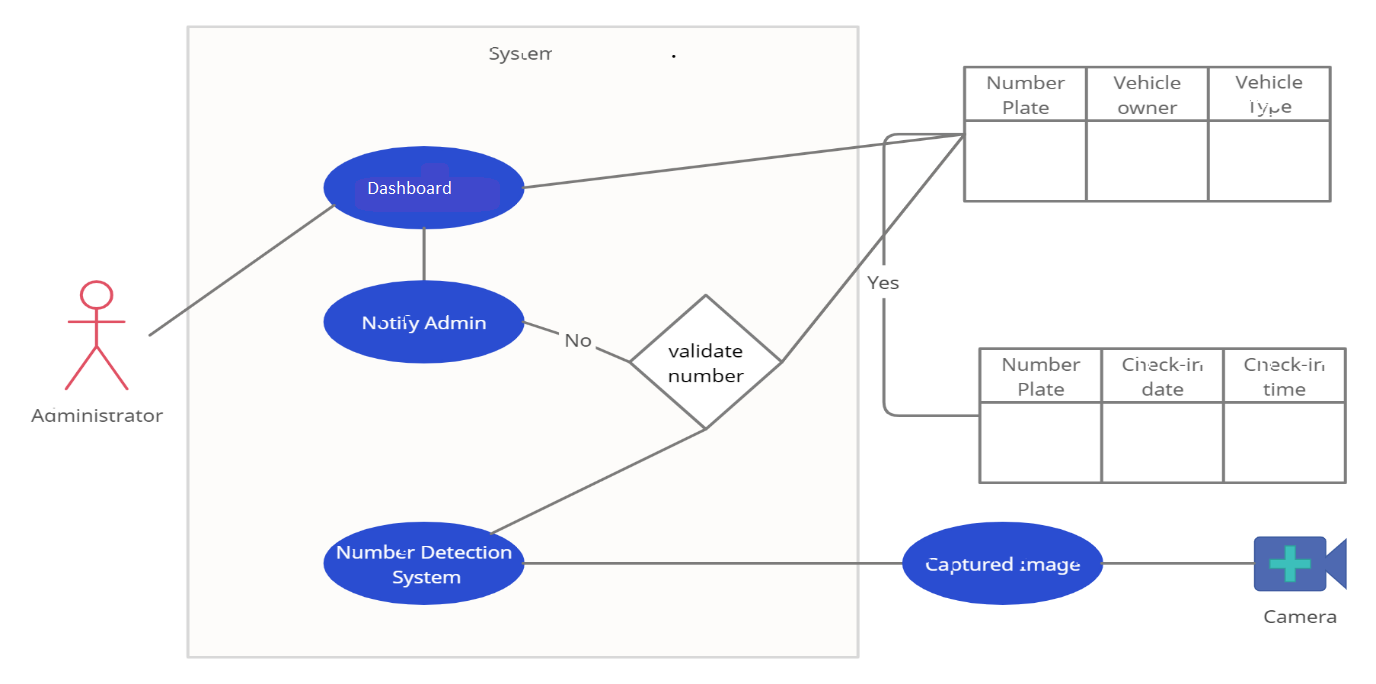 System
Number
Plate
Vehicle
owner
Vehicle
Type
Dashboard
Notify Admin
No
validate
number
Yes
Administrator
Number
Plate
Check-in
date
Check-in
time
Number Detection
System
Captured Image
Camera